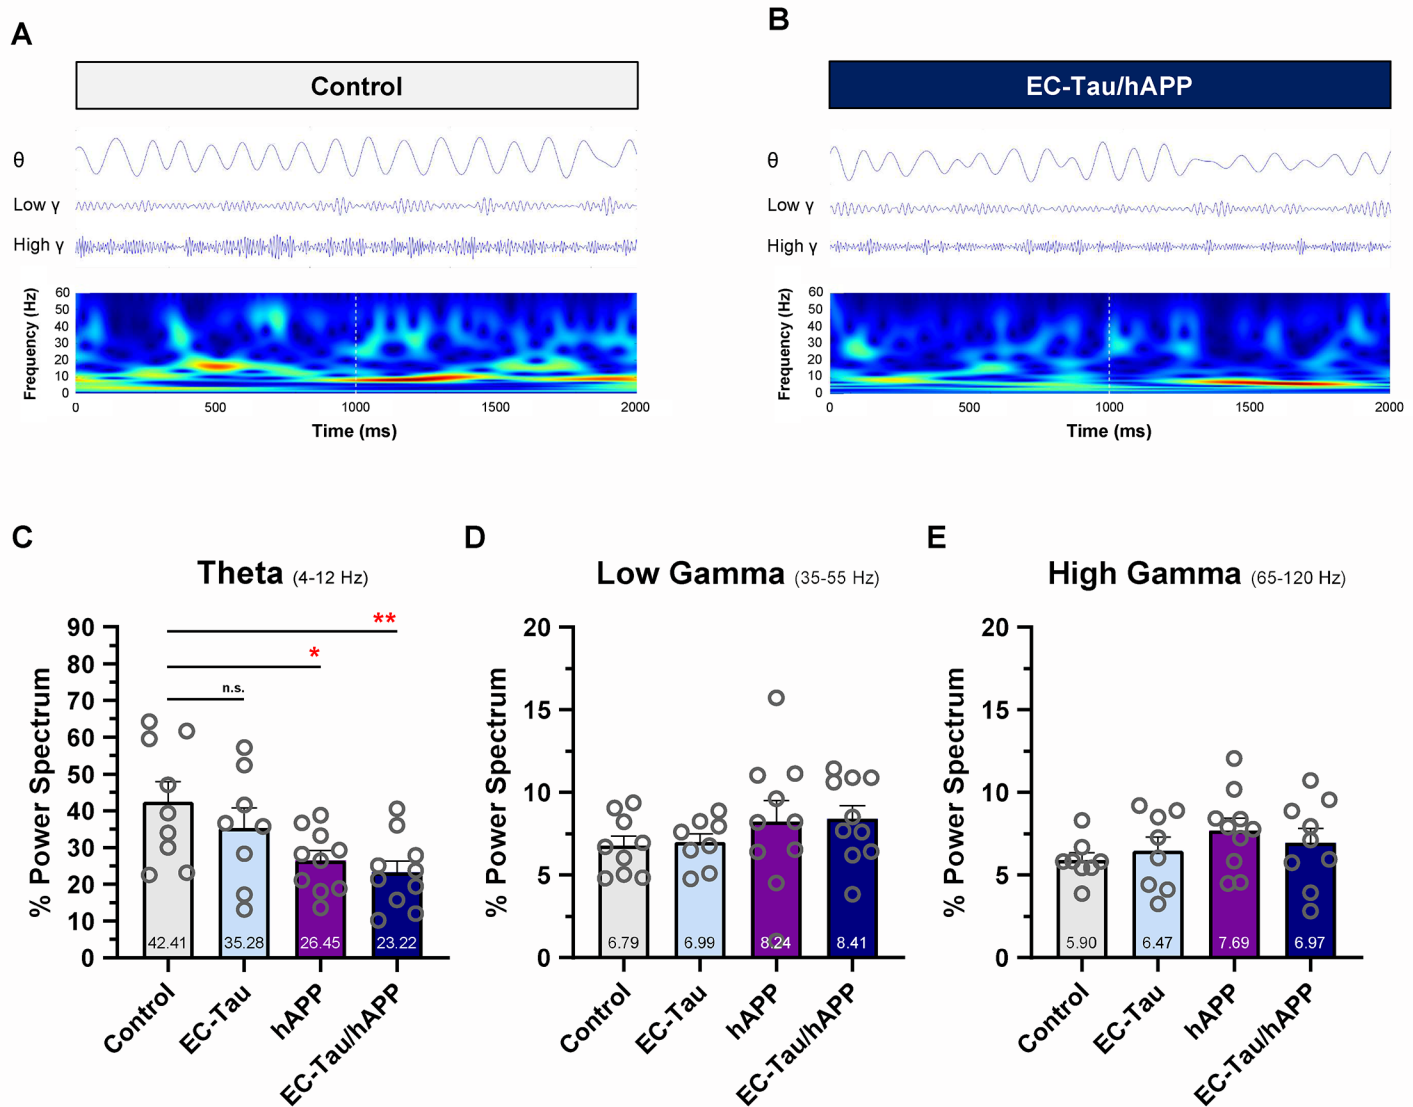 A
B
Control
EC-Tau/hAPP
θ
Low γ
High γ
θ
Low γ
High γ
Frequency (Hz)
60
50
40
30
20
10
0
0
500
1000
1500
2000
Time (ms)
Frequency (Hz)
60
50
40
30
20
10
0
0
500
1000
1500
2000
Time (ms)
C
Theta (4-12 Hz)
% Power Spectrum
90
80
70
60
50
40
30
20
10
0
**
*
n.s.
42.41
35.28
26.45
23.22
Control
EC-Tau
hAPP
EC-Tau/hAPP
D
Low Gamma (35-55 Hz)
% Power Spectrum
20
15
10
5
0
6.79
6.99
8.24
8.41
Control
EC-Tau
hAPP
EC-Tau/hAPP
E
High Gamma (65-120 Hz)
% Power Spectrum
20
15
10
5
0
5.90
6.47
7.69
6.97
Control
EC-Tau
hAPP
EC-Tau/hAPP